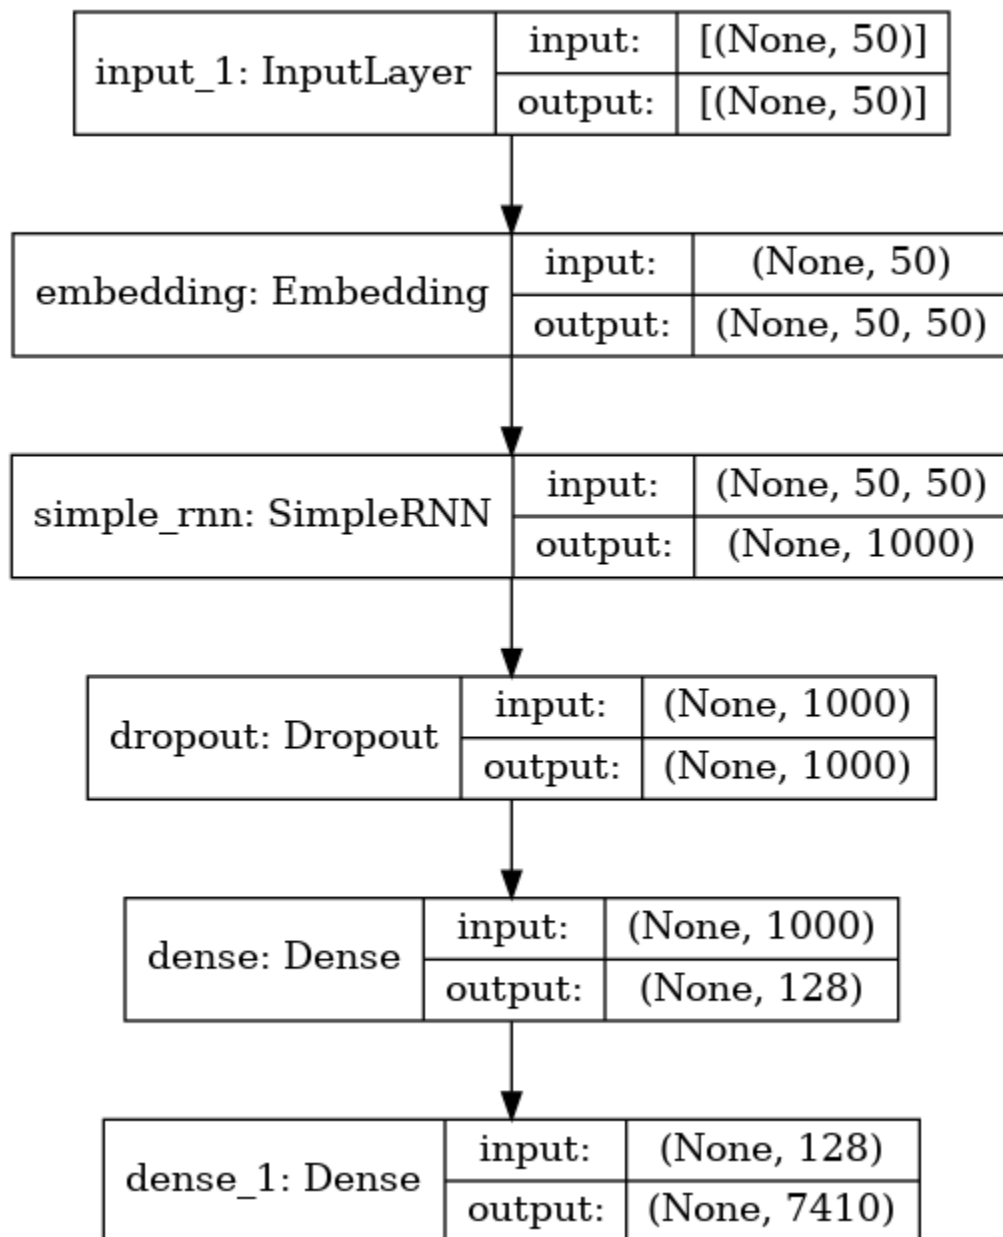 input_1: InputLayer
input: [(None, 50)]
output: [(None, 50)]
embedding: Embedding
input: (None, 50)
output: (None, 50, 50)
simple_rnn: SimpleRNN
input: (None, 50, 50)
output: (None, 1000)
dropout: Dropout
input: (None, 1000)
output: (None, 1000)
dense: Dense
input: (None, 1000)
output: (None, 128)
dense_1: Dense
input: (None, 128)
output: (None, 7410)